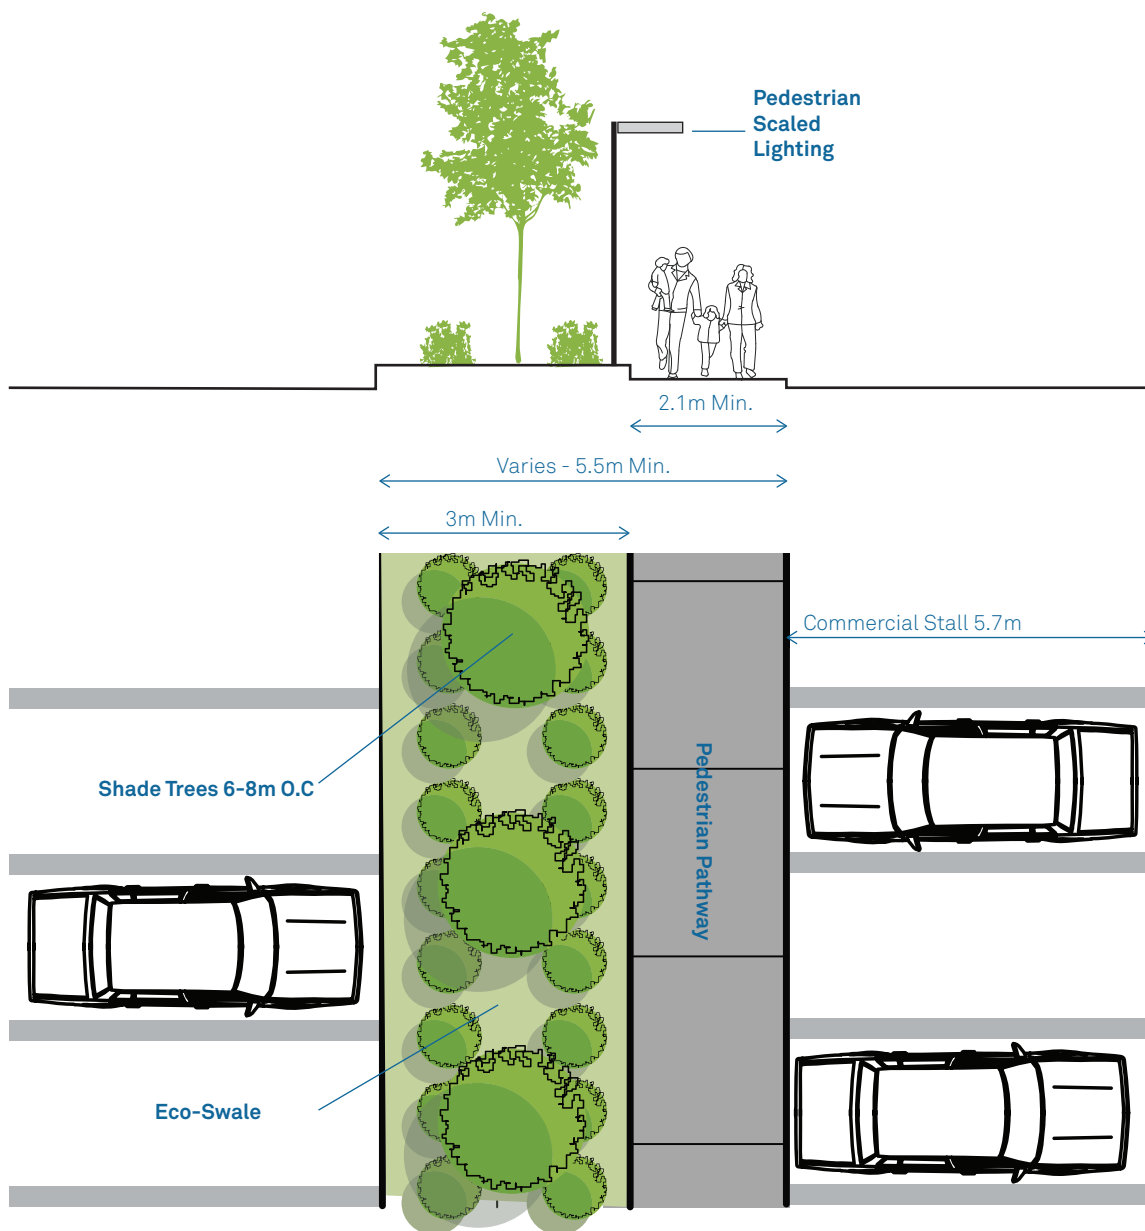 Pedestrian
Scaled
Lighting
2.1m Min.
Varies - 5.5m Min.
3m Min.
Commercial Stall 5.7m
Shade Trees 6-8m O.C
Pedestrian Pathway
Eco-Swale